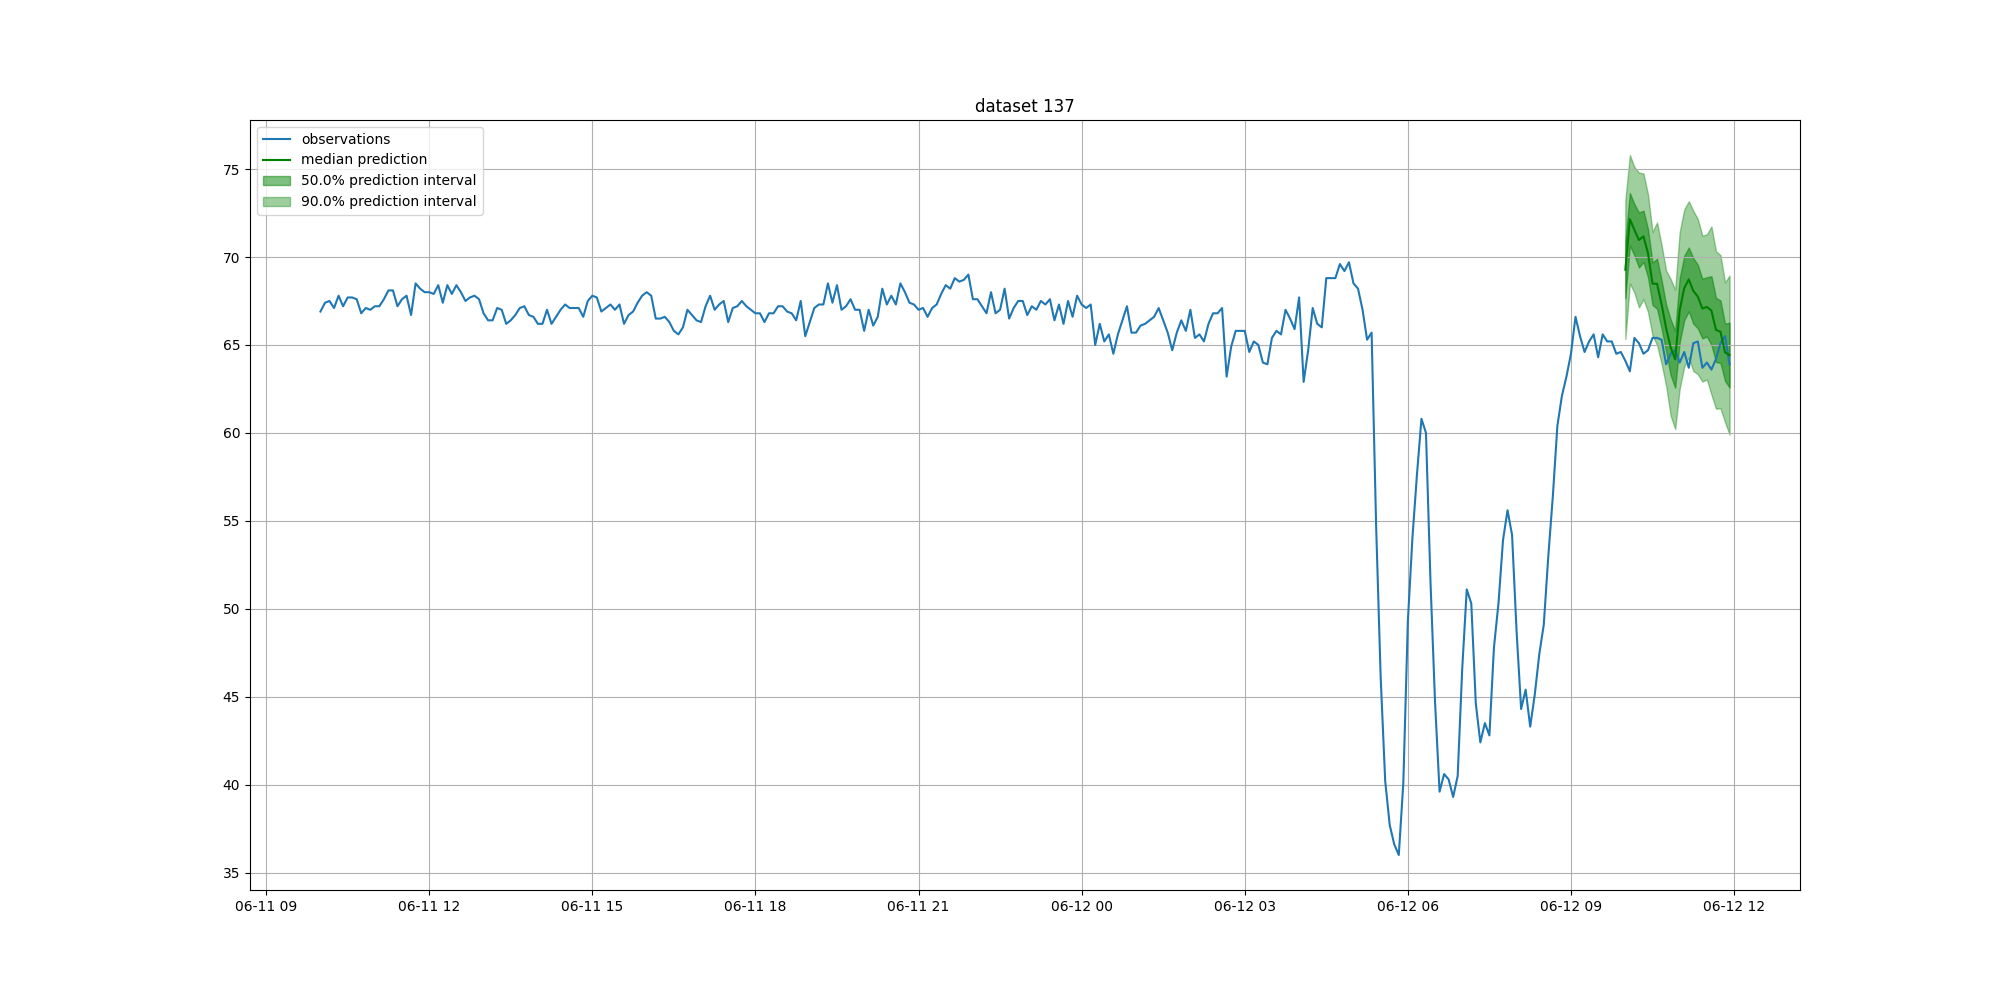 dataset 137
observations
median prediction
50.0% prediction interval
90.0% prediction interval
75
70
65
60
55
50
45
40
35
06-11 09 06-11 12 06-11 15 06-11 18 06-11 21 06-12 00 06-12 03 06-12 06 06-12 09 06-12 12